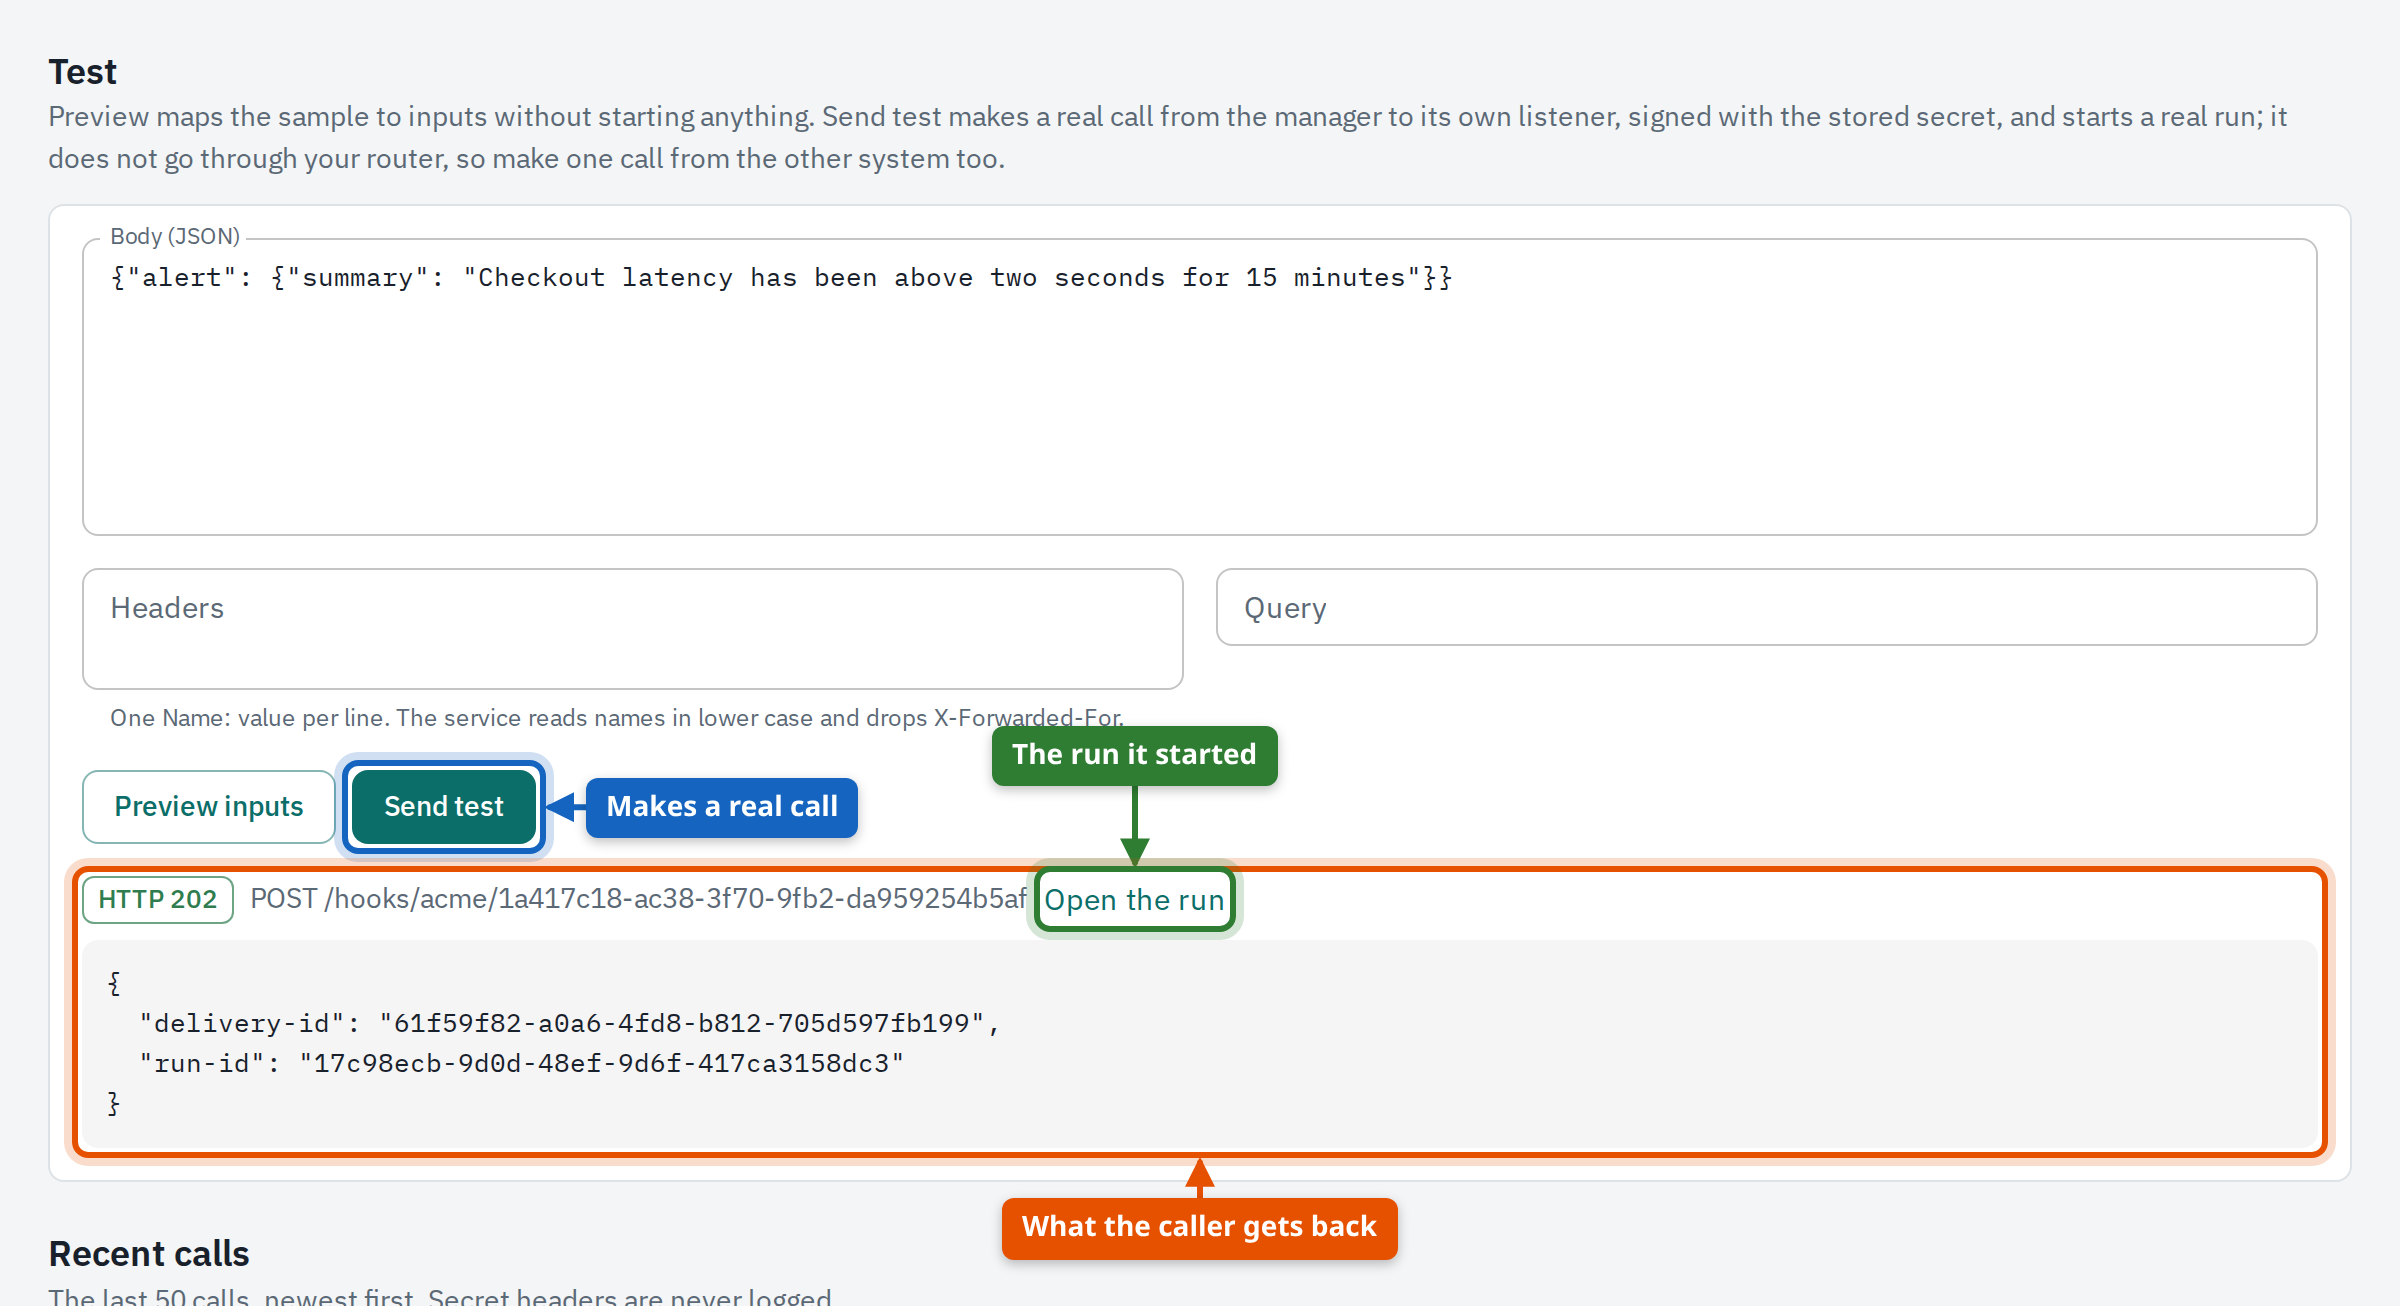 Test
Preview maps the sample to inputs without starting anything. Send test makes a real call from the manager to its own listener, signed with the stored secret, and starts a real run; it
does not go through your router, so make one call from the other system too.
Body (JSON)
{"alert": {"summary": "Checkout latency has been above two seconds for 15 minutes"}}
Headers
Query
One Name: value per line. The service reads names in lower case and drops X-Forwarded-For.
The run it started
Preview inputs
Send test
Makes a real call
HTTP 202
POST /hooks/acme/1a417c18-ac38-3f70-9fb2-da959254b5af
Open the run
{
"delivery-id": "61f59f82-a0a6-4fd8-b812-705d597fb199",
"run-id": "17c98ecb-9d0d-48ef-9d6f-417ca3158dc3"
}
What the caller gets back
Recent calls
The last 50 calls, newest first. Secret headers are never logged